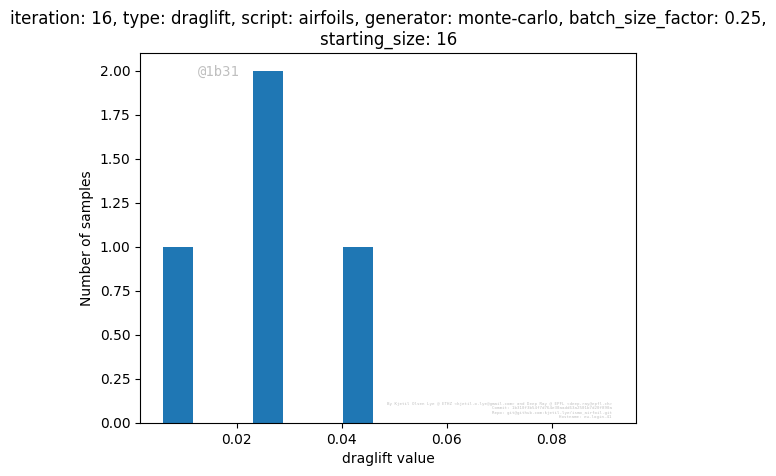 iteration: 16, type: draglift, script: airfoils, generator: monte-carlo, batch_size_factor: 0.25,
starting_size: 16
@1b31
2.00
1.75
1.50
1.25
1.00
0.75
0.50
0.25
0.00
Number of samples
0.02
0.04
0.06
0.08
draglift value